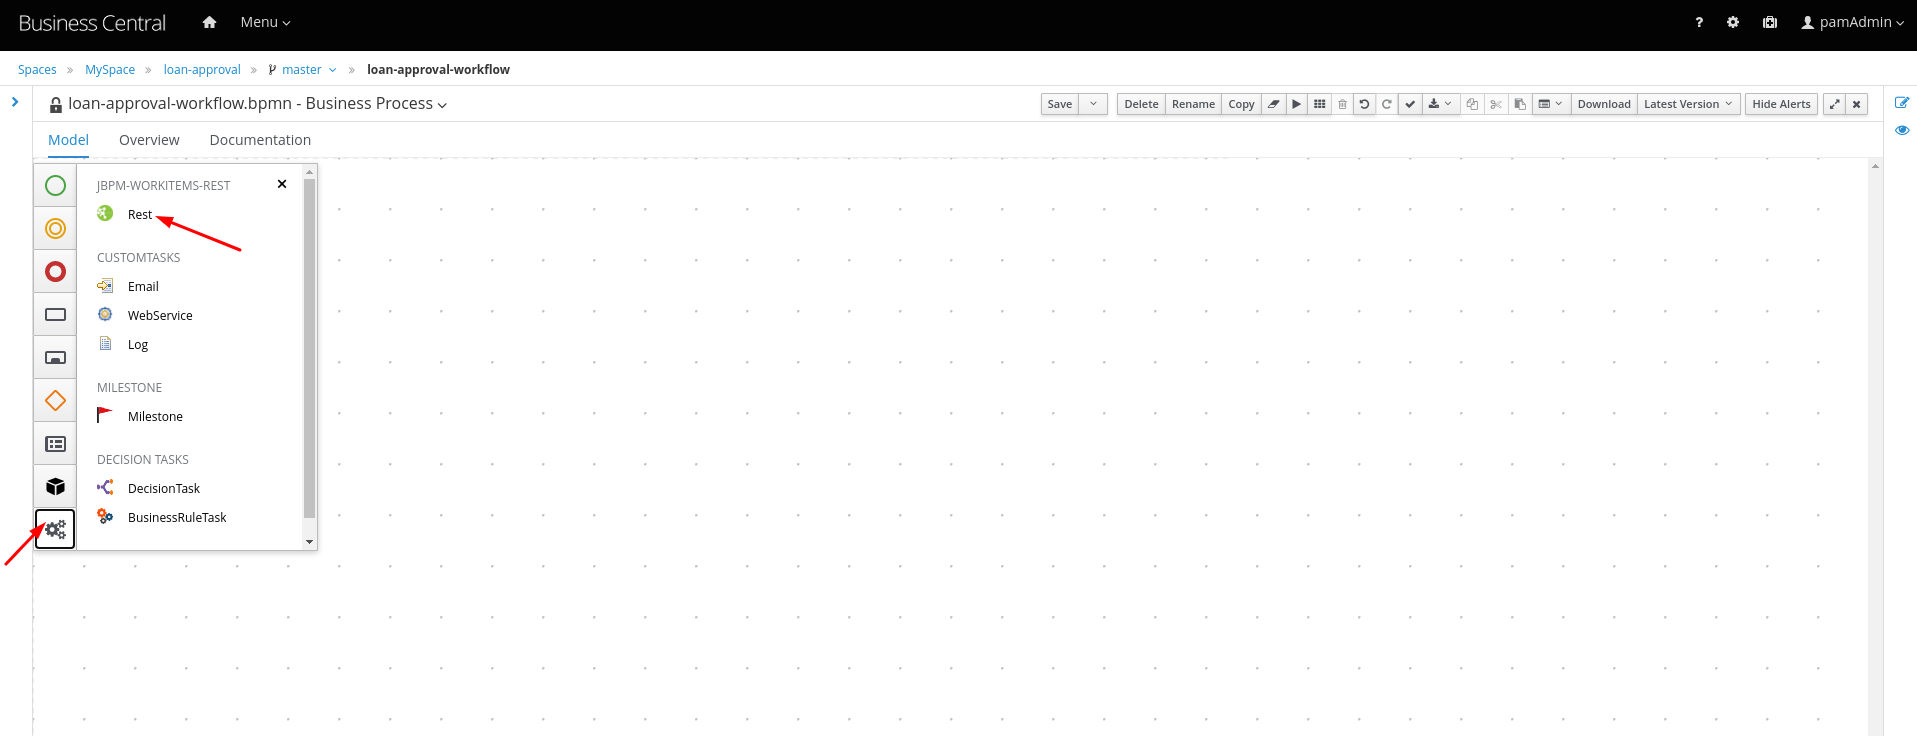 Business Central Menu ? pamAdmin
Spaces » MySpace » loan-approval » master » loan-approval-workflow
loan-approval-workflow.bpmn - Business Process
Save Delete Rename Copy Download Latest Version Hide Alerts
Model Overview Documentation
JBPM-WORKITEMS-REST
Rest
CUSTOMTASKS
Email
WebService
Log
MILESTONE
Milestone
DECISION TASKS
DecisionTask
BusinessRuleTask